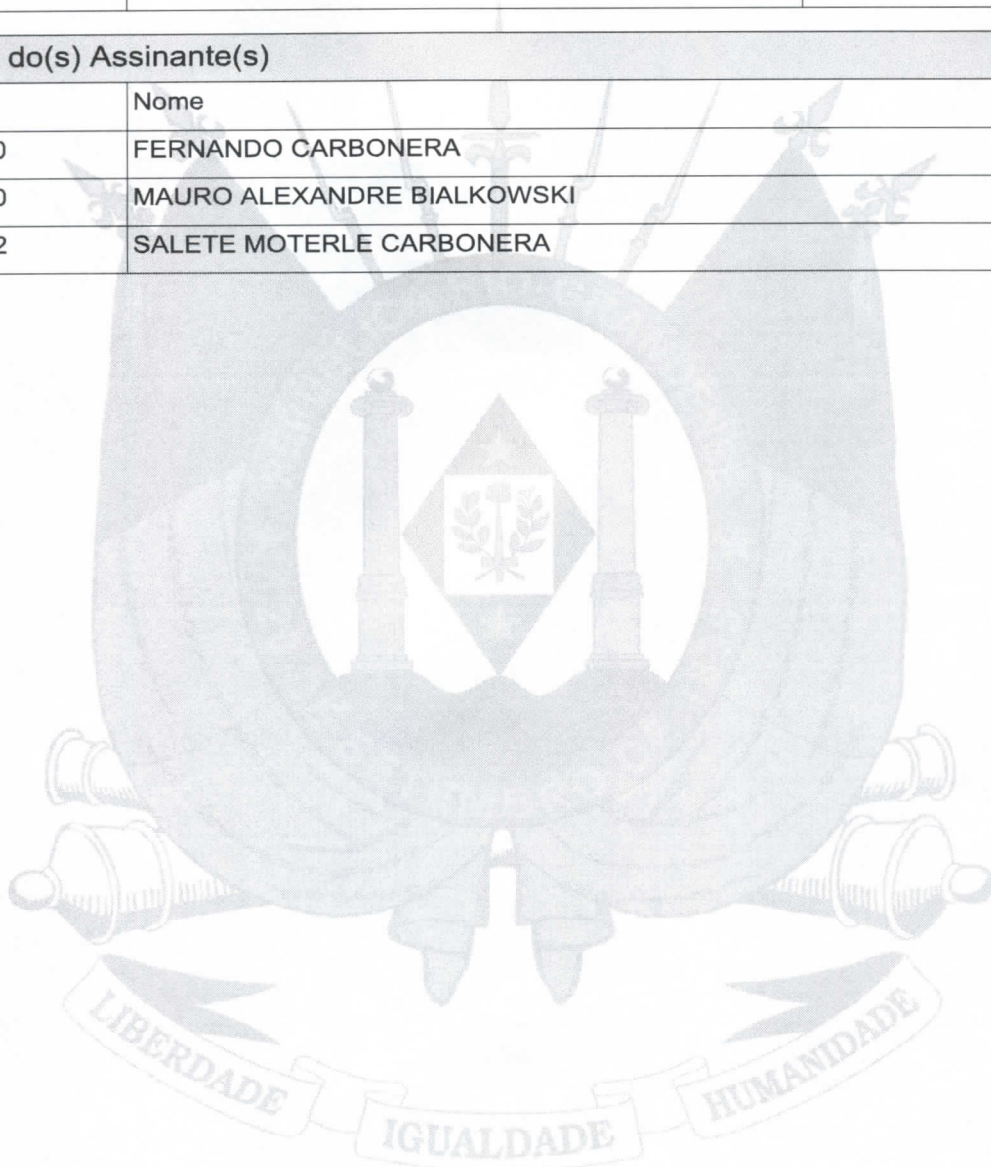 do(s) Assinante(s)
Nome
0 FERNANDO CARBONERA
0 MAURO ALEXANDRE BIALKOWSKI
2 SALETE MOTERLE CARBONERA
LIBERDADE IGUALDADE HUMANIDADE